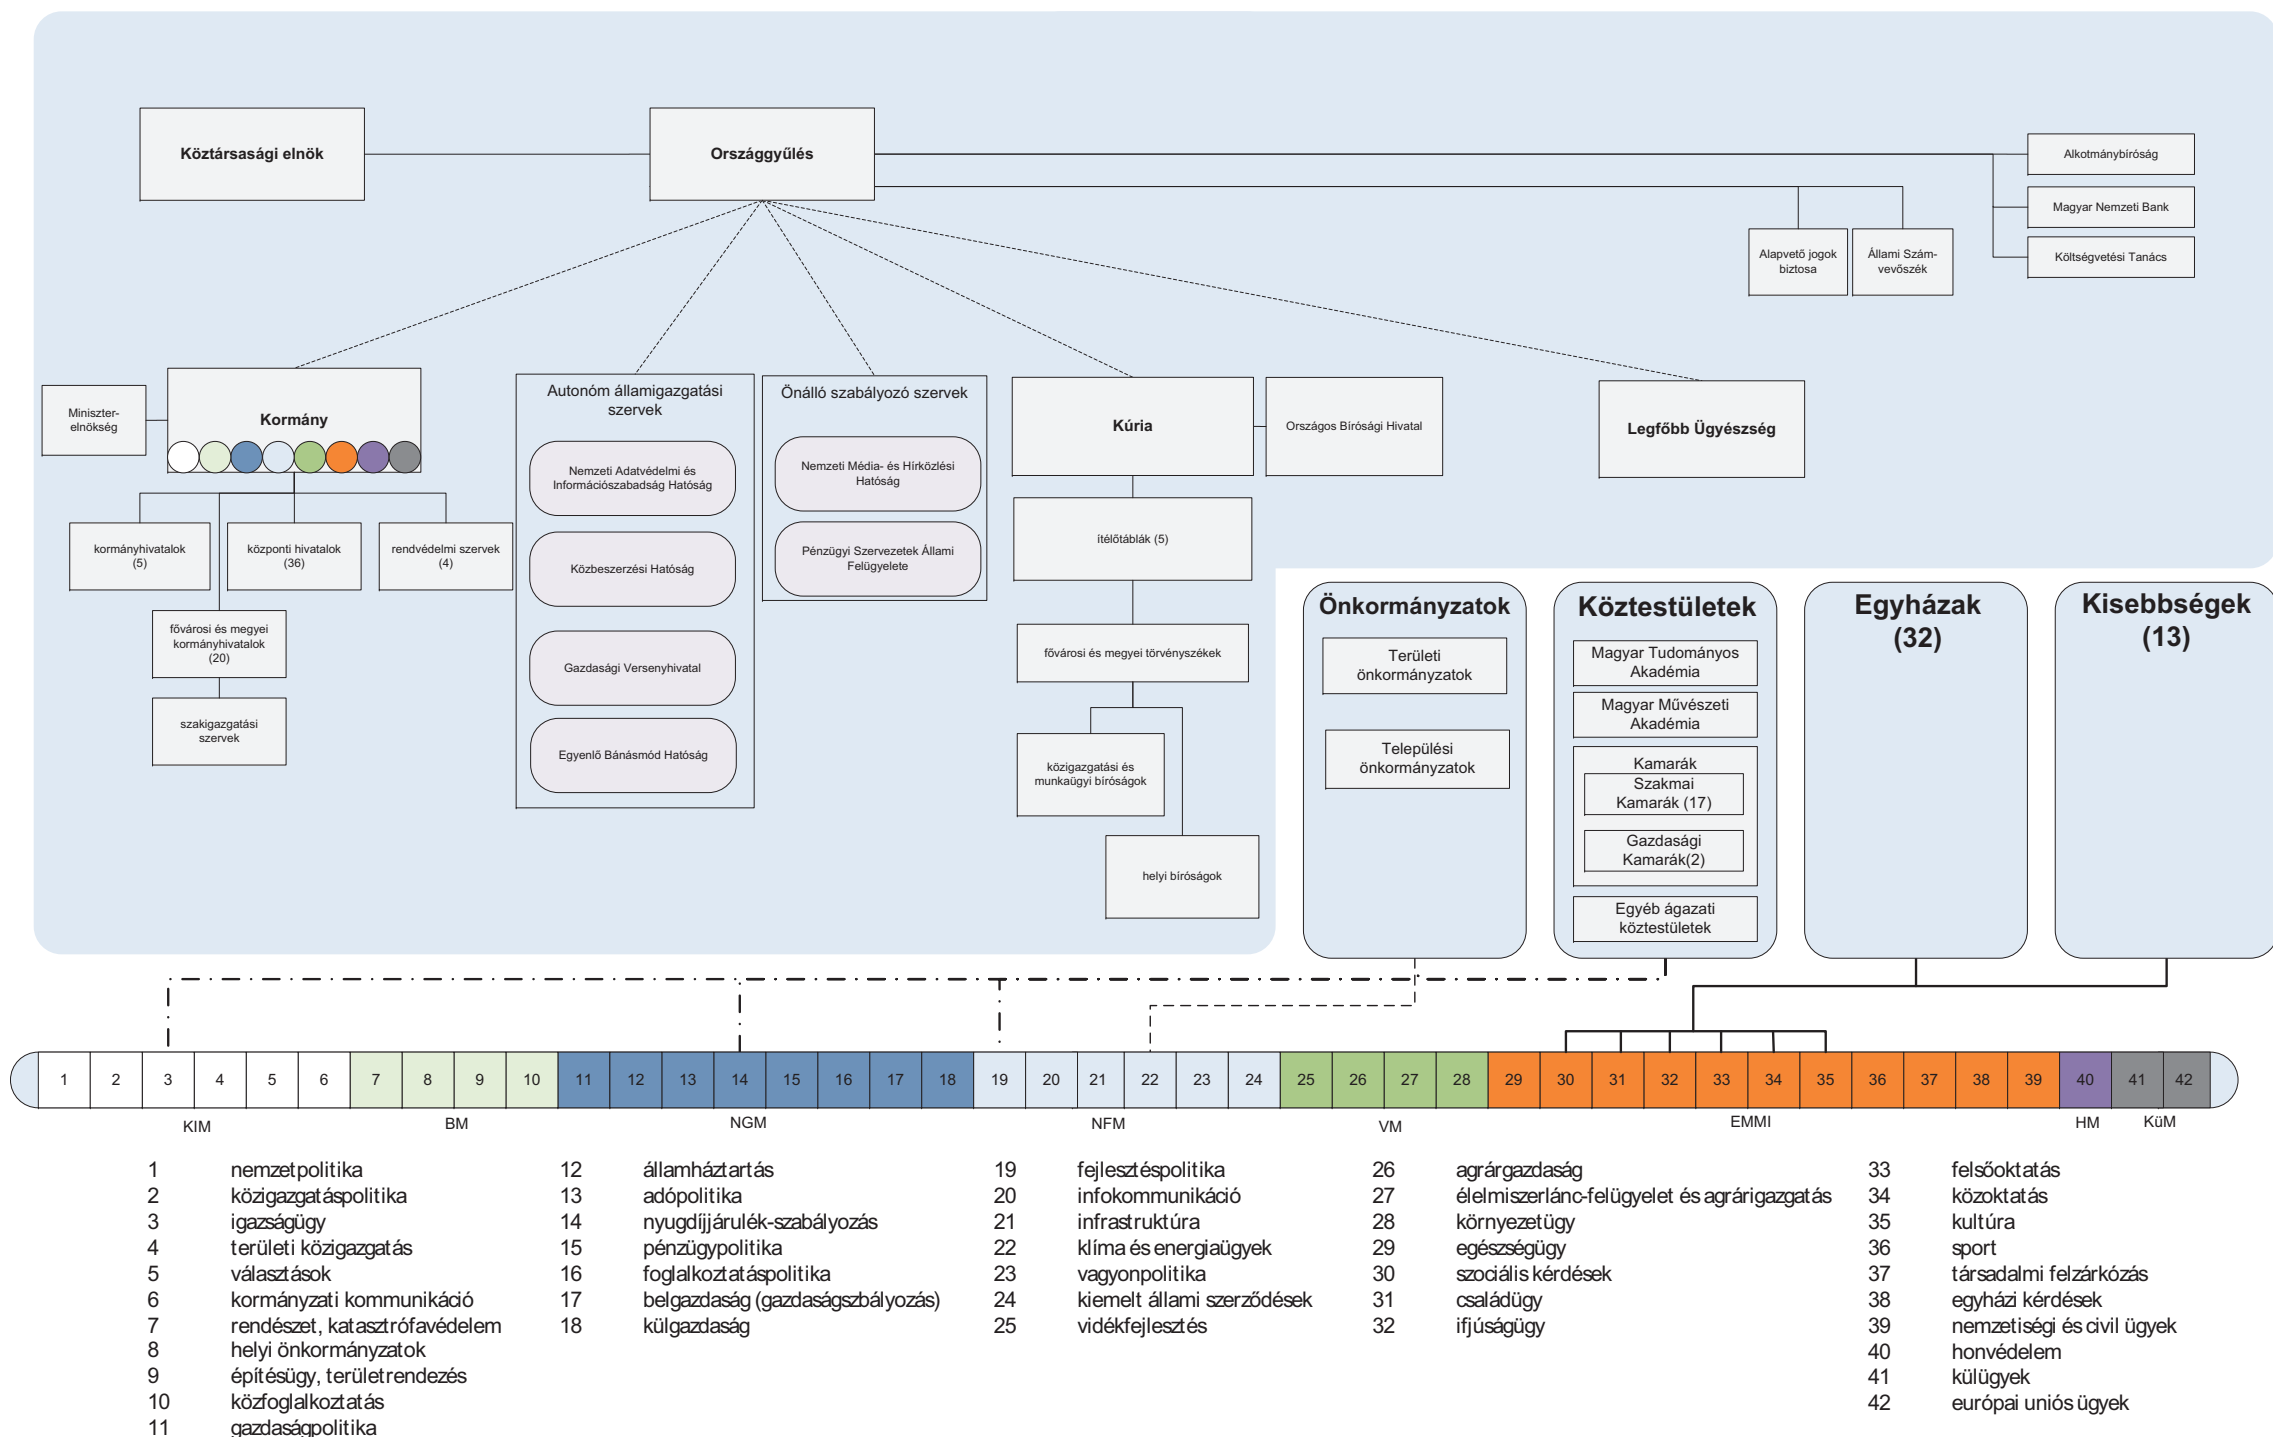 Köztársasági elnök
Országgyűlés
Alkotmánybíróság
Magyar Nemzeti Bank
Költségvetési Tanács
Alapvető jogok
biztosa
Állami Szám-
vevőszék
Miniszter-
elnökség
Kormány
kormányhivatalok
(5)
központi hivatalok
(36)
rendvédelmi szervek
(4)
fővárosi és megyei
kormányhivatalok
(20)
szakigazgatási
szervek
Autonóm államigazgatási
szervek
Nemzeti Adatvédelmi és
Információszabadság Hatóság
Közbeszerzési Hatóság
Gazdasági Versenyhivatal
Egyenlő Bánásmód Hatóság
Önálló szabályozó szervek
Nemzeti Média- és Hírközlési
Hatóság
Pénzügyi Szervezetek Állami
Felügyelete
Kúria
Országos Bírósági Hivatal
ítélőtáblák (5)
fővárosi és megyei törvényszékek
közigazgatási és
munkaügyi bíróságok
helyi bíróságok
Legfőbb Ügyészség
Önkormányzatok
Területi
önkormányzatok
Települési
önkormányzatok
Köztestületek
Magyar Tudományos
Akadémia
Magyar Művészeti
Akadémia
Kamarák
Szakmai
Kamarák (17)
Gazdasági
Kamarák(2)
Egyéb ágazati
köztestületek
Egyházak
(32)
Kisebbségek
(13)
1 2 3 4 5 6 7 8 9 10 11 12 13 14 15 16 17 18 19 20 21 22 23 24 25 26 27 28 29 30 31 32 33 34 35 36 37 38 39 40 41 42
KIM BM NGM NFM VM EMMI HM KüM
1 nemzetpolitika
2 közigazgatáspolitika
3 igazságügy
4 területi közigazgatás
5 választások
6 kormányzati kommunikáció
7 rendészet, katasztrófavédelem
8 helyi önkormányzatok
9 építésügy, területrendezés
10 közfoglalkoztatás
11 gazdaságpolitika
12 államháztartás
13 adópolitika
14 nyugdíjjárulék-szabályozás
15 pénzügypolitika
16 foglalkoztatáspolitika
17 belgazdaság (gazdaságszbályozás)
18 külgazdaság
19 fejlesztéspolitika
20 infokommunikáció
21 infrastruktúra
22 klíma és energiaügyek
23 vagyonpolitika
24 kiemelt állami szerződések
25 vidékfejlesztés
26 agrárgazdaság
27 élelmiszerlánc-felügyelet és agrárigazgatás
28 környezetügy
29 egészségügy
30 szociális kérdések
31 családügy
32 ifjúságügy
33 felsőoktatás
34 közoktatás
35 kultúra
36 sport
37 társadalmi felzárkózás
38 egyházi kérdések
39 nemzetiségi és civil ügyek
40 honvédelem
41 külügyek
42 európai uniós ügyek